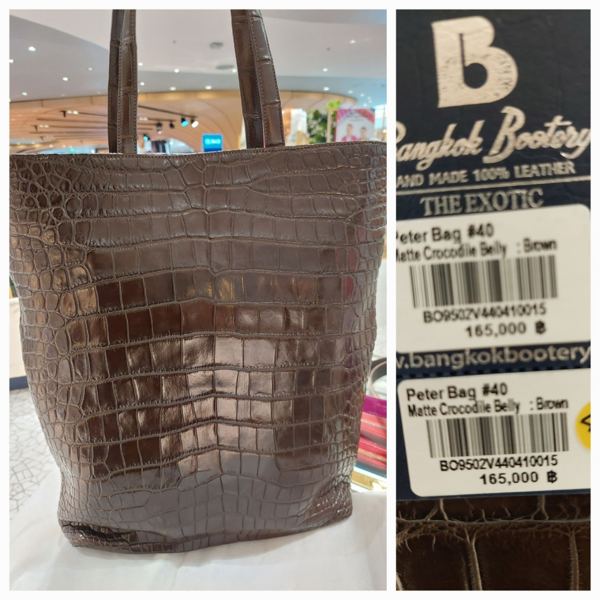 B
Bangkok Bootery
HAND MADE 100% LEATHER
THE EXOTIC
Peter Bag #40
Matte Crocodile Belly : Brown
BO9502V440410015
165,000 ฿
w.bangkokbootery
Peter Bag #40
Matte Crocodile Belly : Brown
BO9502V440410015
165,000 ฿